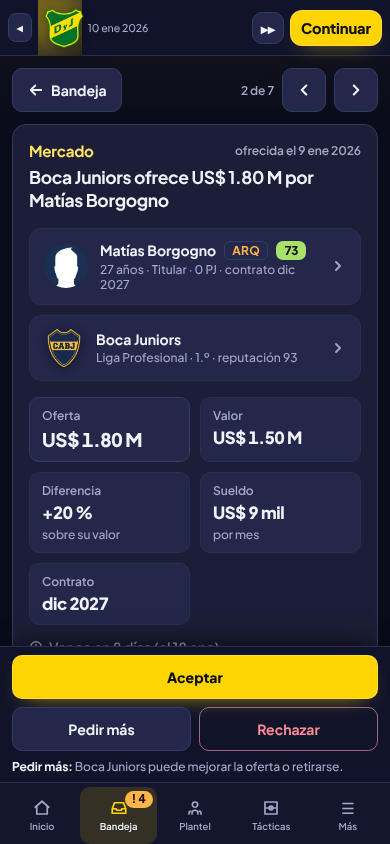 DyJ
10 ene 2026
Continuar
Bandeja
2 de 7
Mercado
ofrecida el 9 ene 2026
Boca Juniors ofrece US$ 1.80 M por
Matías Borgogno
Matías Borgogno ARQ 73
27 años · Titular · 0 PJ · contrato dic
2027
CABJ
Boca Juniors
Liga Profesional · 1.º · reputación 93
Oferta
US$ 1.80 M
Valor
US$ 1.50 M
Diferencia
+20 %
sobre su valor
Sueldo
US$ 9 mil
por mes
Contrato
dic 2027
Aceptar
Pedir más
Rechazar
Pedir más: Boca Juniors puede mejorar la oferta o retirarse.
! 4
Inicio
Bandeja
Plantel
Tácticas
Más